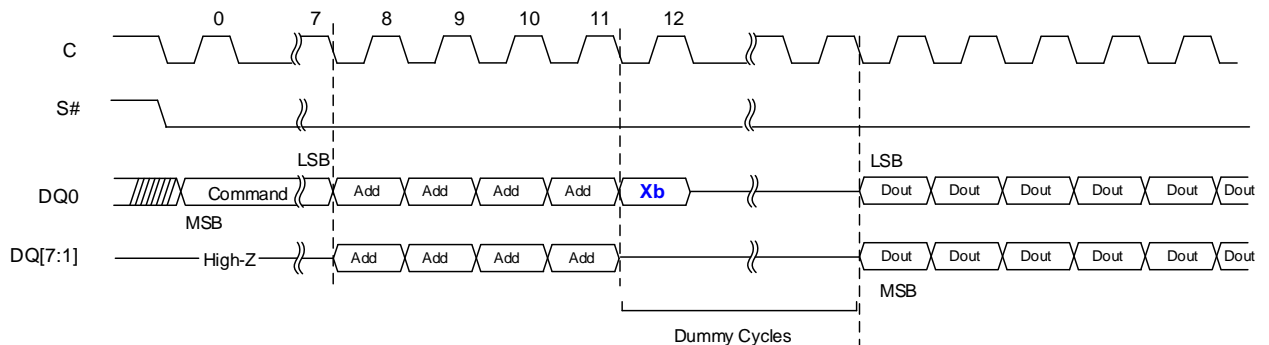 0 7 8 9 10 11 12
C
S#
LSB LSB
DQ0 Command Add Add Add Add Xb Dout Dout Dout Dout Dout Dout
MSB
DQ[7:1] High-Z Add Add Add Add Dout Dout Dout Dout Dout Dout
MSB
Dummy Cycles